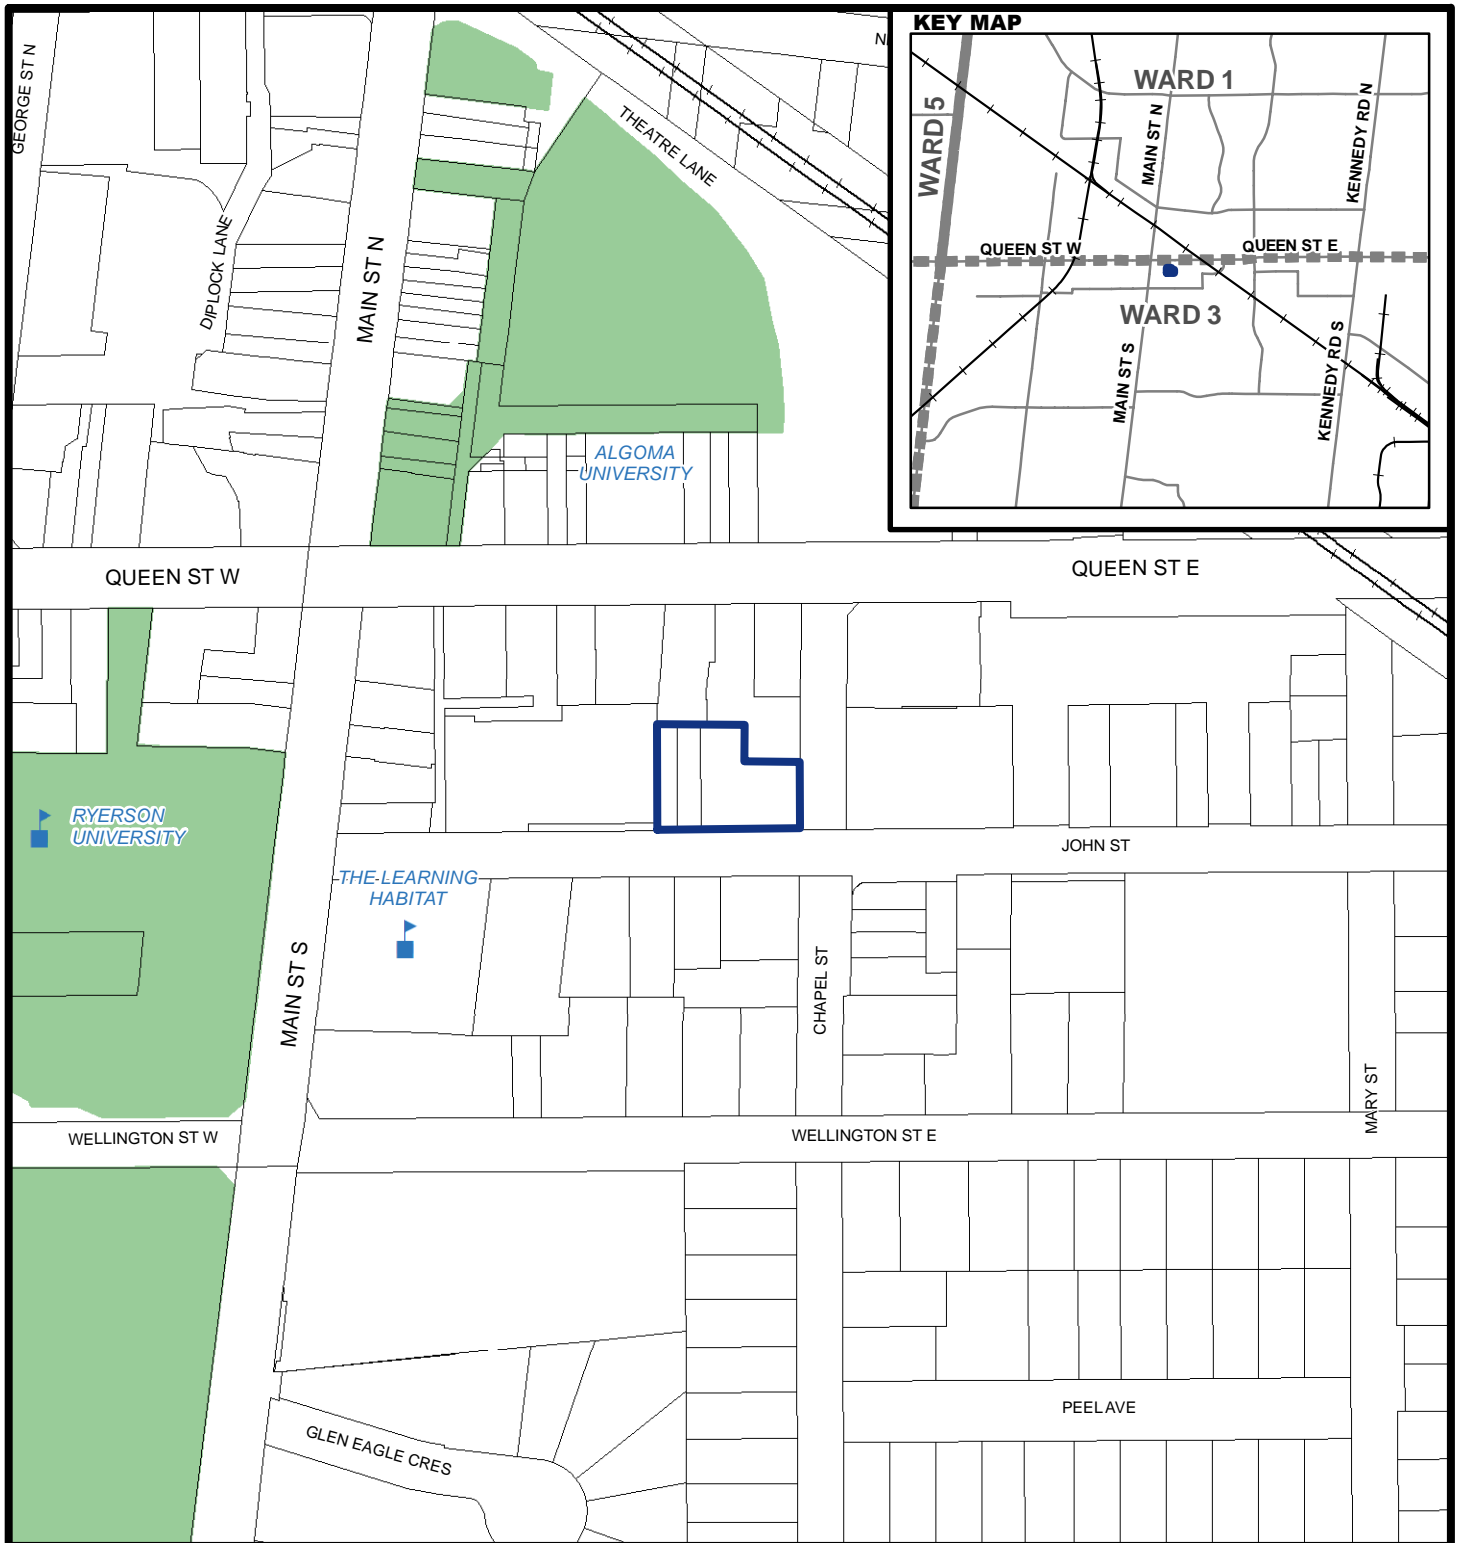 KEY MAP
WARD 1
WARD 5
MAIN ST N
KENNEDY RD N
QUEEN ST W
QUEEN ST E
WARD 3
MAIN ST S
KENNEDY RD S
GEORGE ST N
THEATRE LANE
DIPLOCK LANE
MAIN ST N
ALGOMA
UNIVERSITY
QUEEN ST W
QUEEN ST E
RYERSON
UNIVERSITY
JOHN ST
THE LEARNING
HABITAT
MAIN ST S
CHAPEL ST
MARY ST
WELLINGTON ST W
WELLINGTON ST E
PEEL AVE
GLEN EAGLE CRES